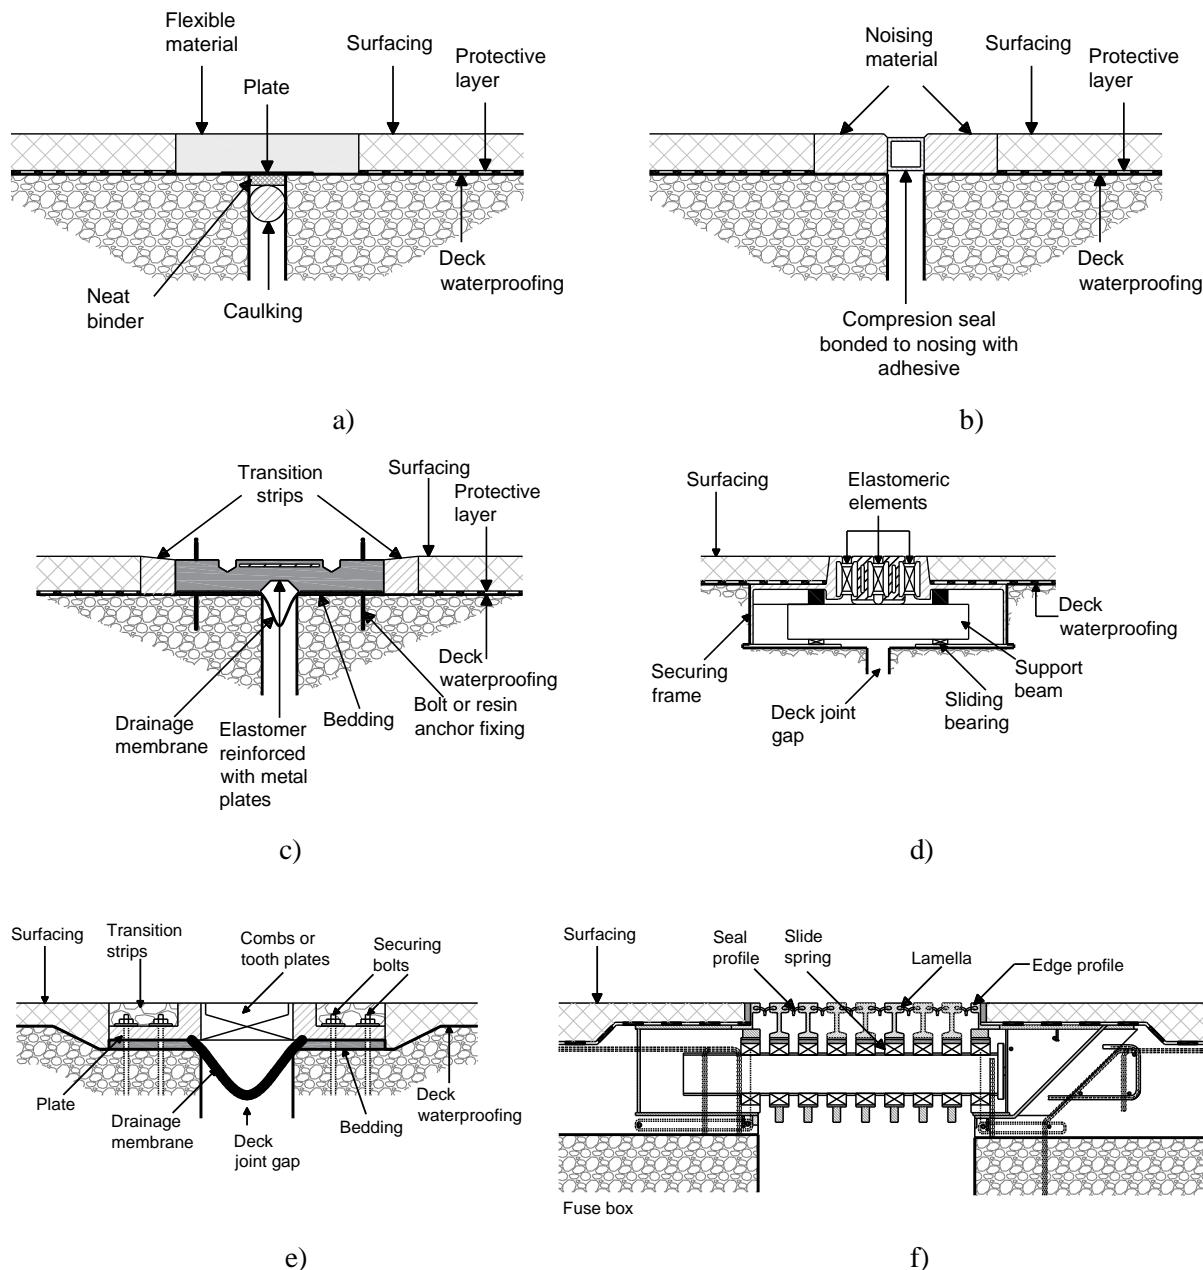 Flexible
material
Surfacing
Protective
layer
Plate
Neat
binder
Caulking
Deck
waterproofing
a)
Noising
material
Surfacing
Protective
layer
Deck
waterproofing
Compresion seal
bonded to nosing with
adhesive
b)
Transition
strips
Surfacing
Protective
layer
Drainage
membrane
Elastomer
reinforced
with metal
plates
Bedding
Bolt or resin
anchor fixing
Deck
waterproofing
c)
Surfacing
Elastomeric
elements
Deck
waterproofing
Securing
frame
Deck joint
gap
Sliding
bearing
Support
beam
d)
Surfacing
Transition
strips
Combs or
tooth plates
Securing
bolts
Plate
Drainage
membrane
Deck
joint gap
Bedding
Deck
waterproofing
e)
Surfacing
Seal
profile
Slide
spring
Lamella
Edge profile
Fuse box
f)